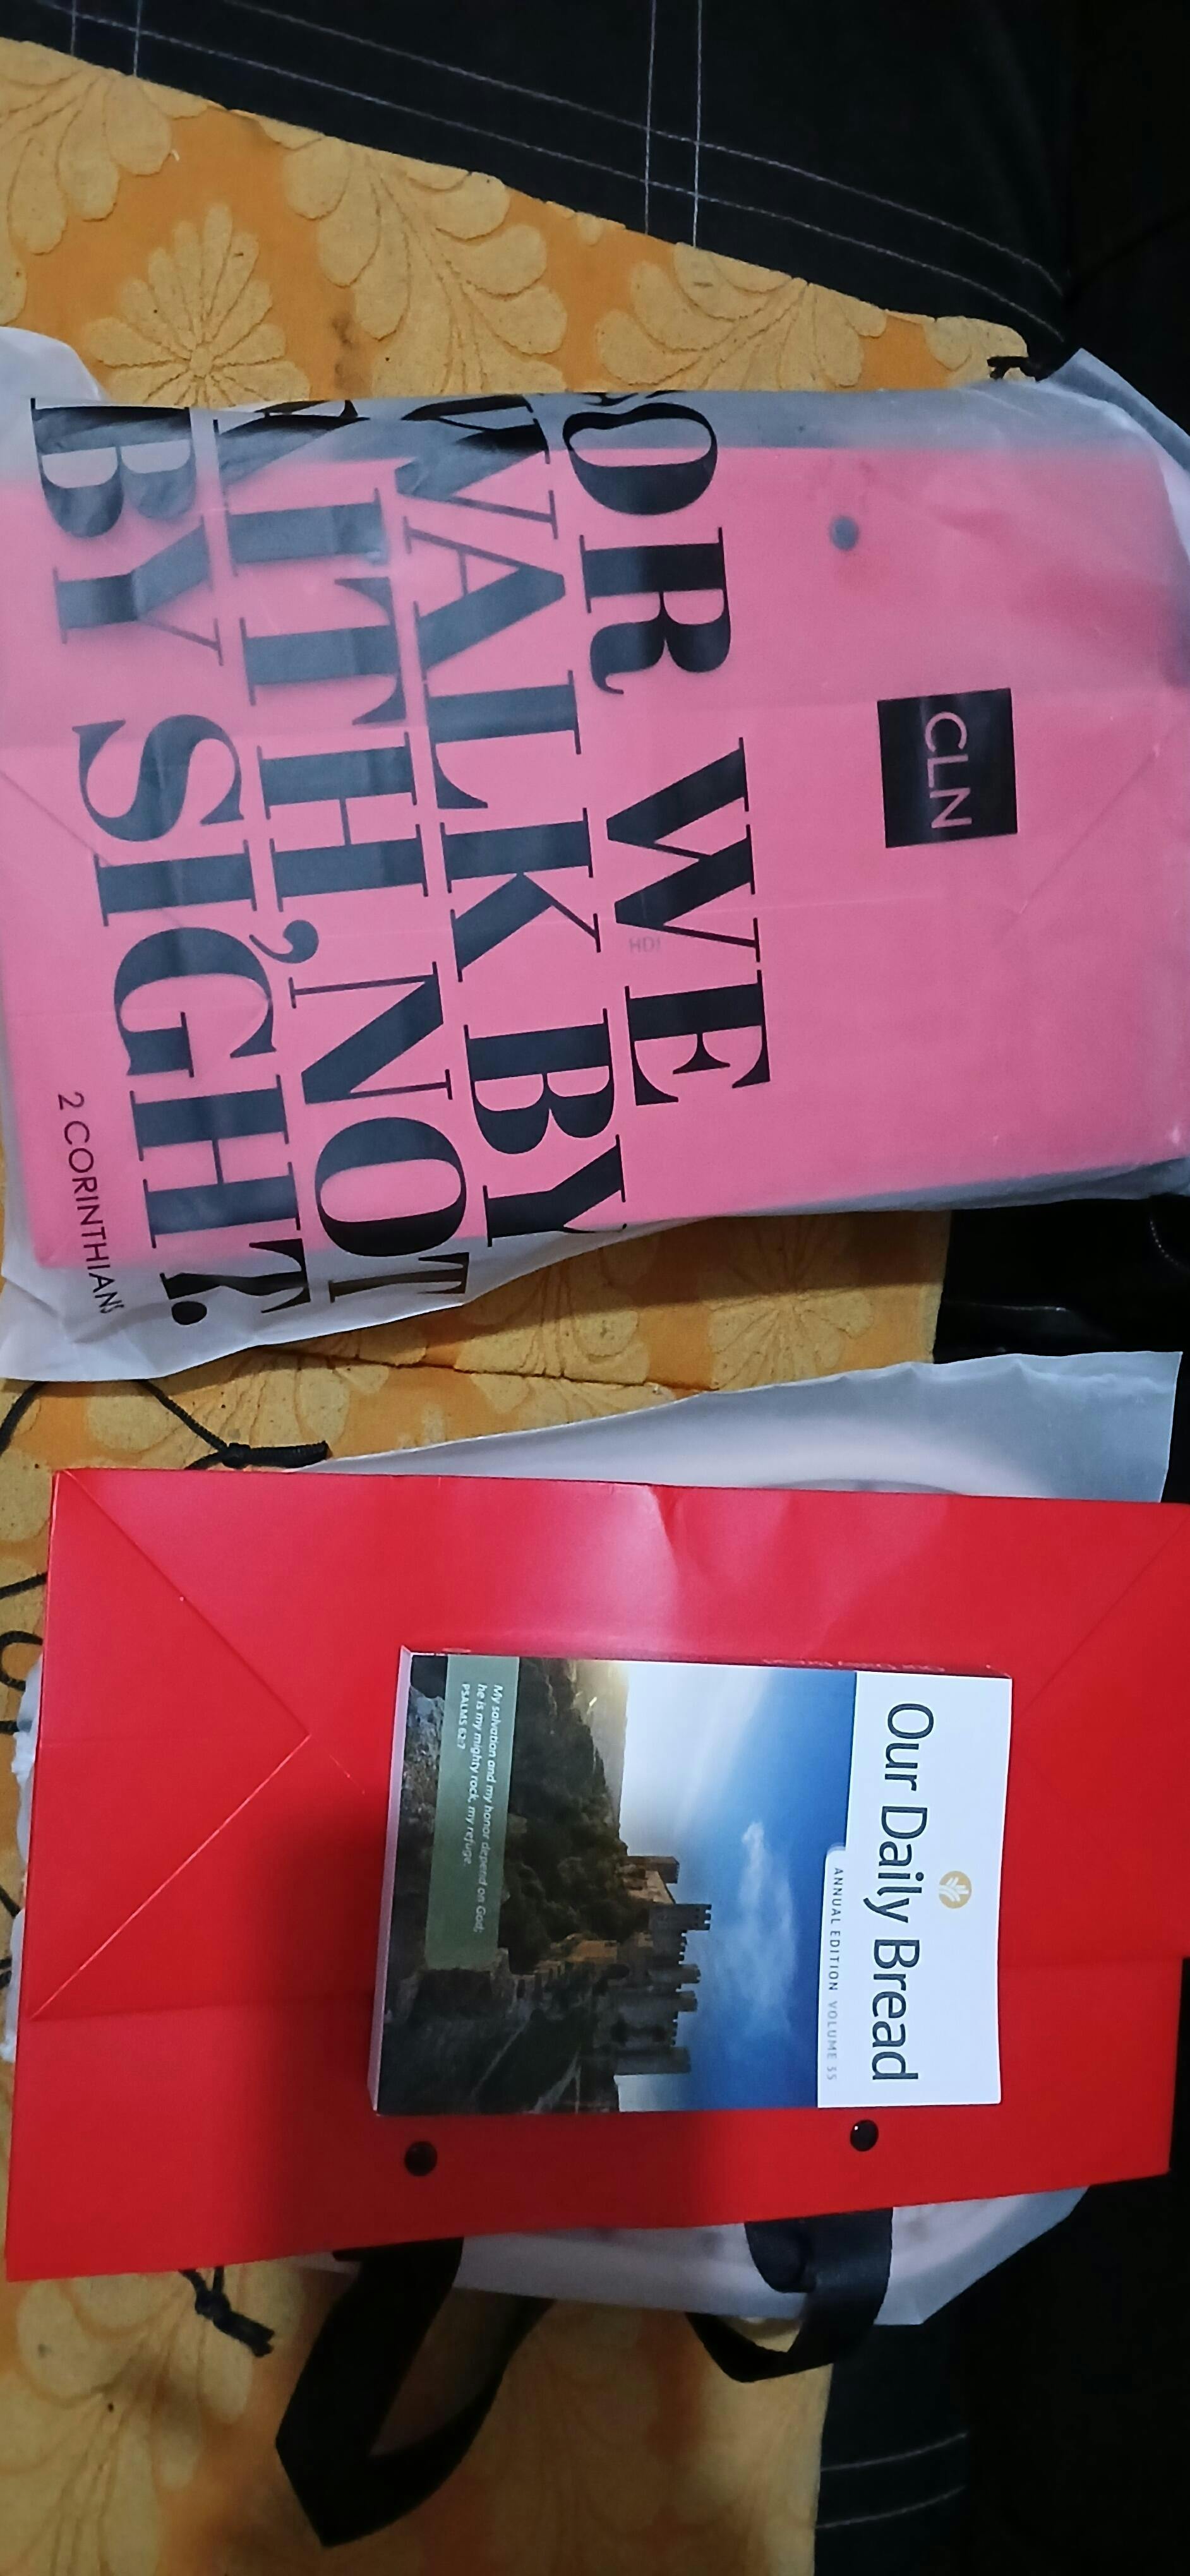 CLN
FOR WE
WALK BY
FAITH, NOT
BY SIGHT.
2 CORINTHIANS
HDI
Our Daily Bread
ANNUAL EDITION VOLUME 35
My salvation and my honor depend on God;
he is my mighty rock, my refuge.
PSALMS 62:7